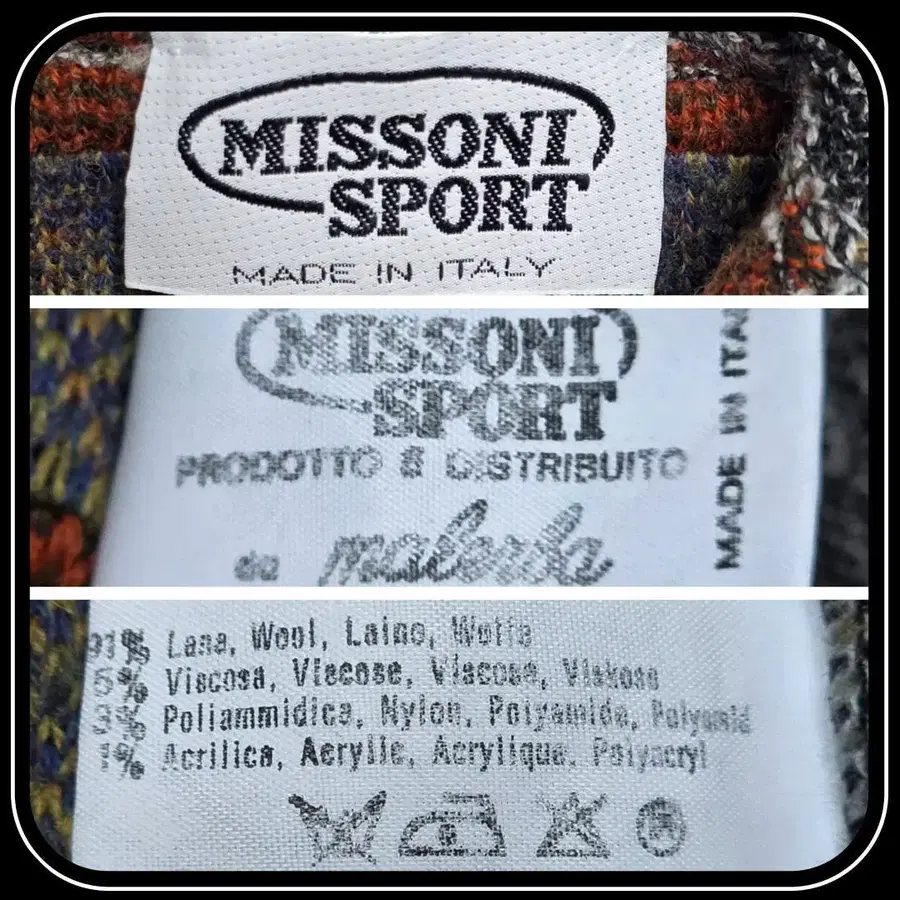 MISSONI
SPORT
MADE IN ITALY
MISSONI
SPORT
PRODOTTO E DISTRIBUITO
da malerba
MADE IN ITA
91% Lana, Wool, Laine, Wolle
5% Viscosa, Viscose, Viscose, Viskose
3% Poliammidica, Nylon, Polyamide, Polyamid
1% Acrilica, Acrylic, Acrylique, Polyacryl